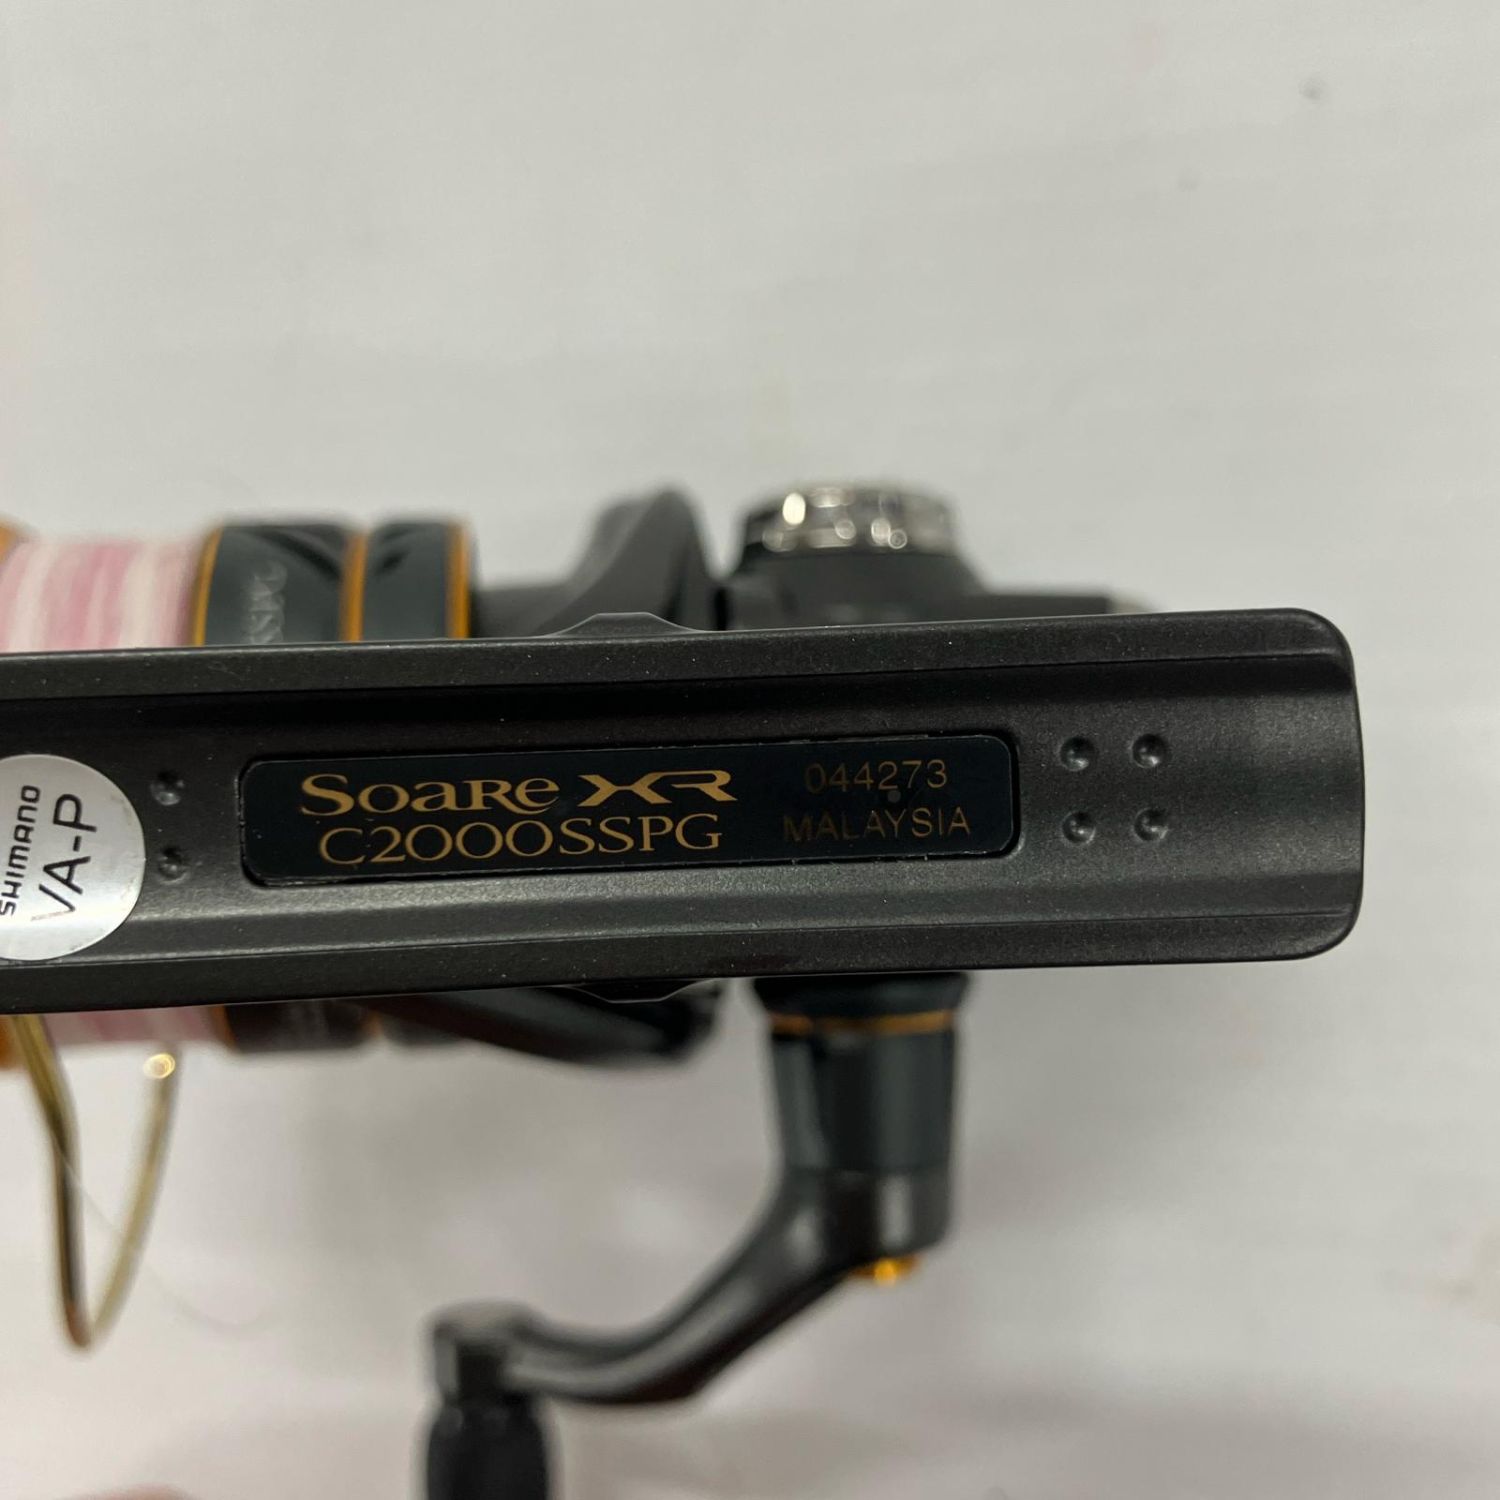 SHIMANO
VA-P
Soare XR
C2000SSPG
044273
MALAYSIA